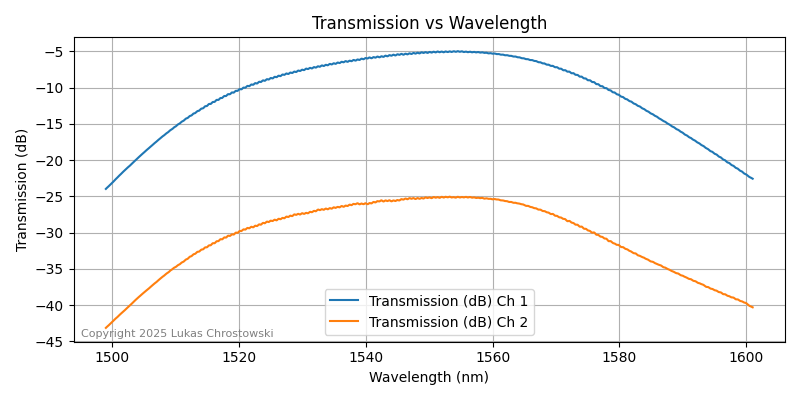 Transmission vs Wavelength
Transmission (dB)
−5
−10
−15
−20
−25
−30
−35
−40
−45
Transmission (dB) Ch 1
Transmission (dB) Ch 2
Copyright 2025 Lukas Chrostowski
1500 1520 1540 1560 1580 1600
Wavelength (nm)